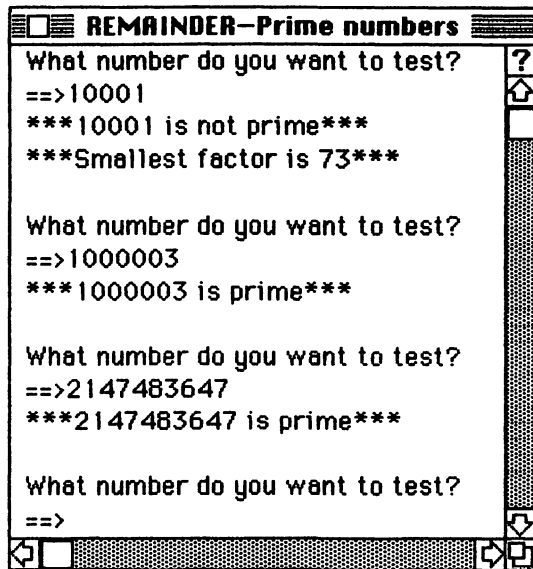 REMAINDER—Prime numbers
What number do you want to test?
?
==>10001
***10001 is not prime***
***Smallest factor is 73***
What number do you want to test?
==>1000003
***1000003 is prime***
What number do you want to test?
==>2147483647
***2147483647 is prime***
What number do you want to test?
==>